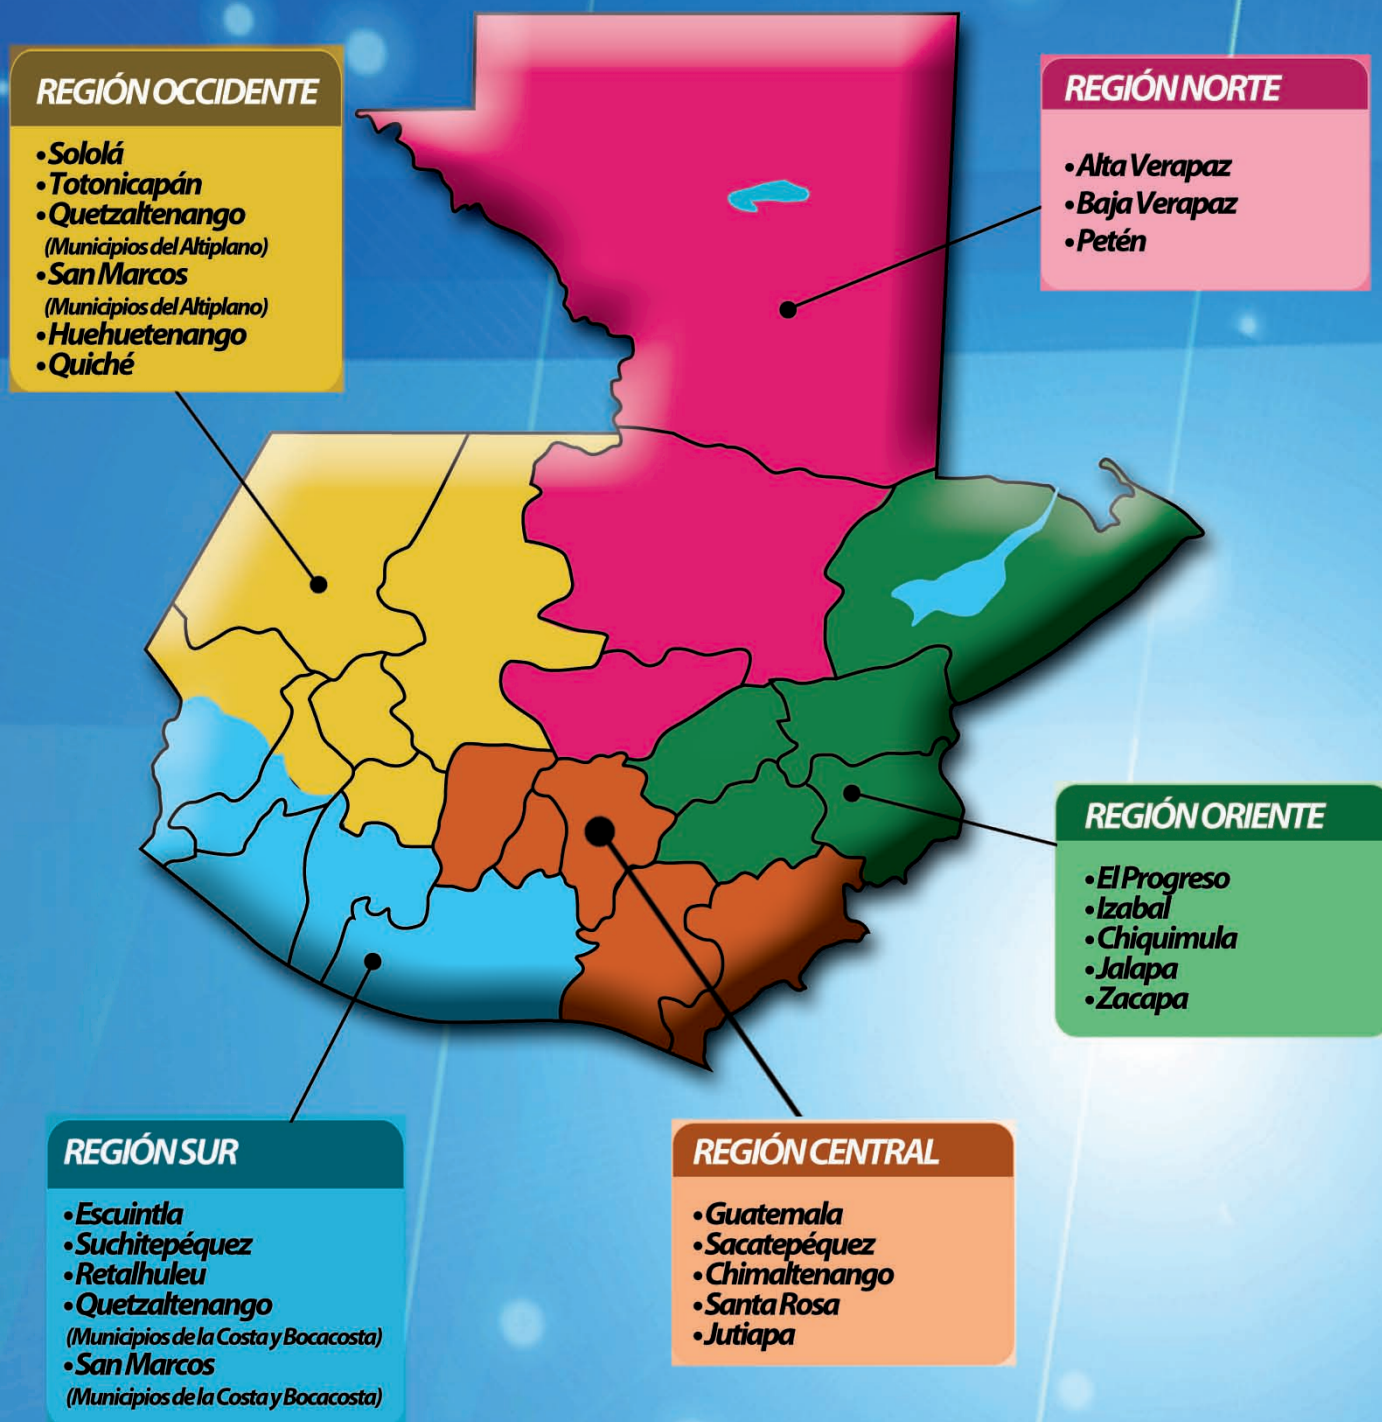 REGIÓN OCCIDENTE
•Sololá
•Totonicapán
•Quetzaltenango
(Municipios del Altiplano)
•San Marcos
(Municipios del Altiplano)
•Huehuetenango
•Quiché
REGIÓN NORTE
•Alta Verapaz
•Baja Verapaz
•Petén
REGIÓN ORIENTE
•El Progreso
•Izabal
•Chiquimula
•Jalapa
•Zacapa
REGIÓN SUR
•Escuintla
•Suchitepéquez
•Retalhuleu
•Quetzaltenango
(Municipios de la Costa y Bocacosta)
•San Marcos
(Municipios de la Costa y Bocacosta)
REGIÓN CENTRAL
•Guatemala
•Sacatepéquez
•Chimaltenango
•Santa Rosa
•Jutiapa